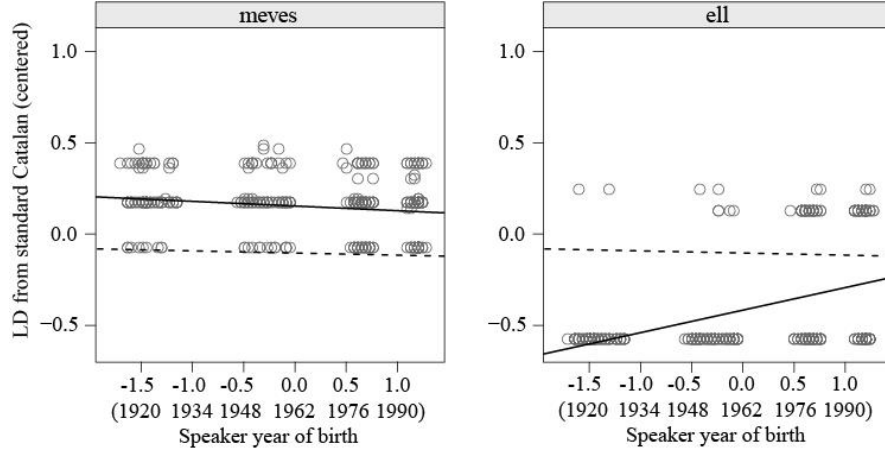 meves
ell
LD from standard Catalan (centered)
1.0
0.5
0.0
−0.5
1.0
0.5
0.0
−0.5
-1.5 -1.0 -0.5 0.0 0.5 1.0
(1920 1934 1948 1962 1976 1990)
Speaker year of birth
-1.5 -1.0 -0.5 0.0 0.5 1.0
(1920 1934 1948 1962 1976 1990)
Speaker year of birth